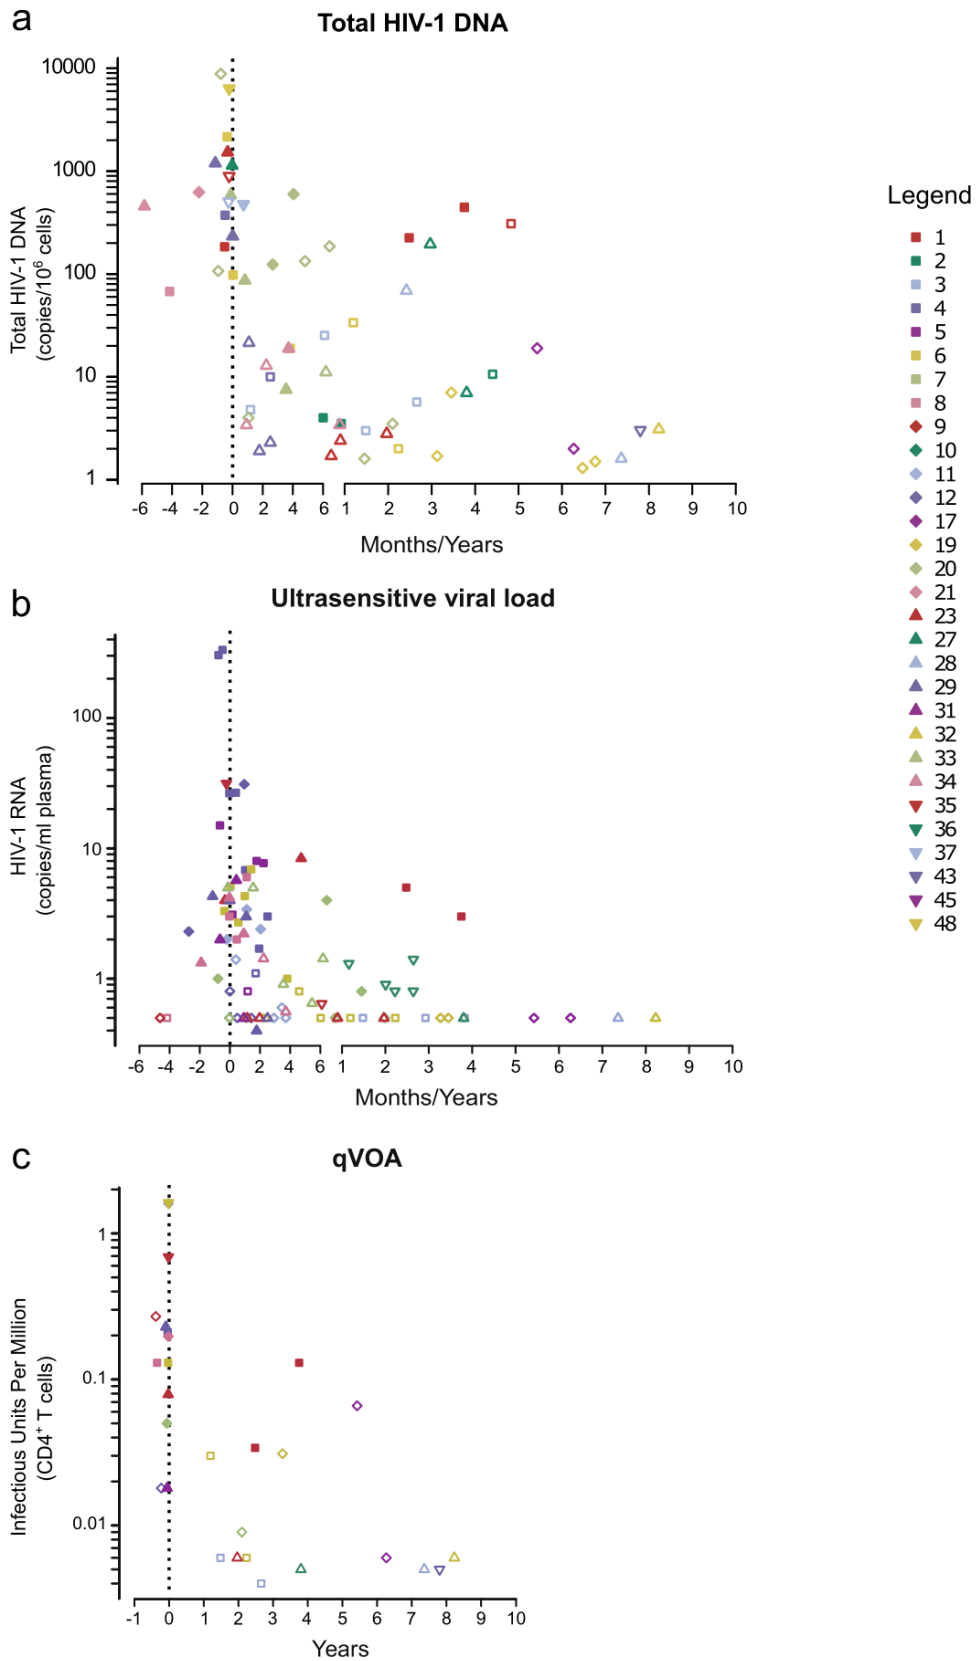 a
Total HIV-1 DNA
10000
1000
100
10
1
Total HIV-1 DNA
(copies/10⁶ cells)
-6 -4 -2 0 2 4 6 1 2 3 4 5 6 7 8 9 10
Months/Years
Legend
1
2
3
4
5
6
7
8
9
10
11
12
17
19
20
21
23
27
28
29
31
32
33
34
35
36
37
43
45
48
b
Ultrasensitive viral load
100
10
1
HIV-1 RNA
(copies/ml plasma)
-6 -4 -2 0 2 4 6 1 2 3 4 5 6 7 8 9 10
Months/Years
c
qVOA
1
0.1
0.01
Infectious Units Per Million
(CD4⁺ T cells)
-1 0 1 2 3 4 5 6 7 8 9 10
Years